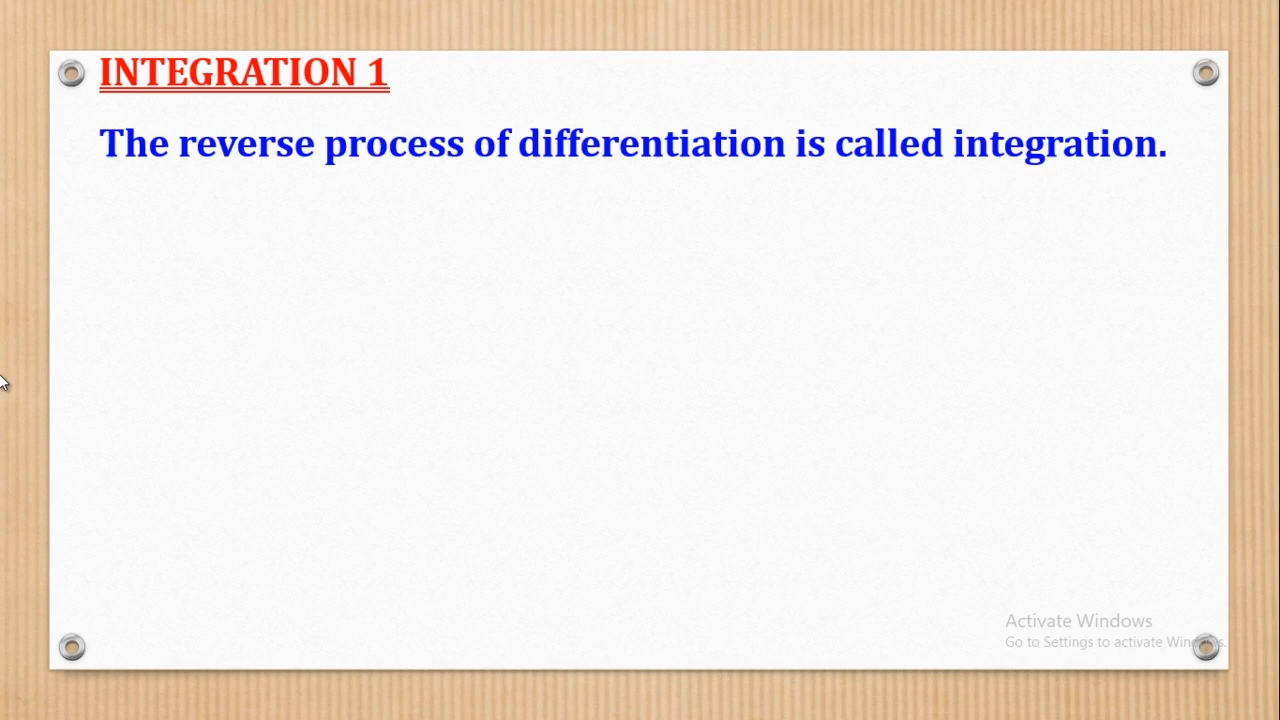 INTEGRATION 1
The reverse process of differentiation is called integration.
Activate Windows
Go to Settings to activate Windows.